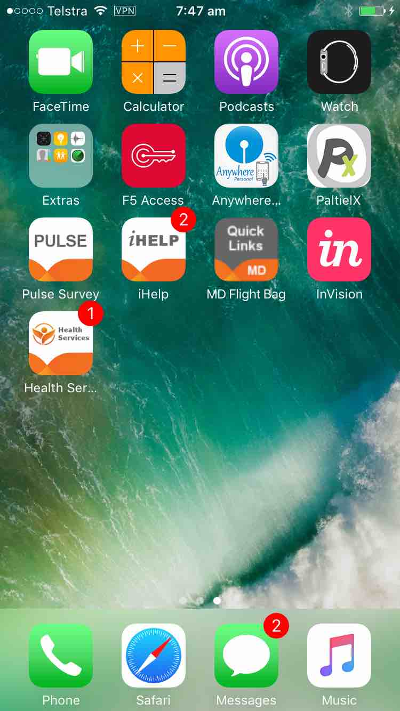 Telstra VPN 7:47 am
FaceTime Calculator Podcasts Watch
Anywhere
Personal
Extras F5 Access Anywhere... PaltielX
PULSE iHELP 2 Quick
Links
MD
in
Pulse Survey iHelp MD Flight Bag InVision
1
Health
Services
Health Ser...
2
Phone Safari Messages Music